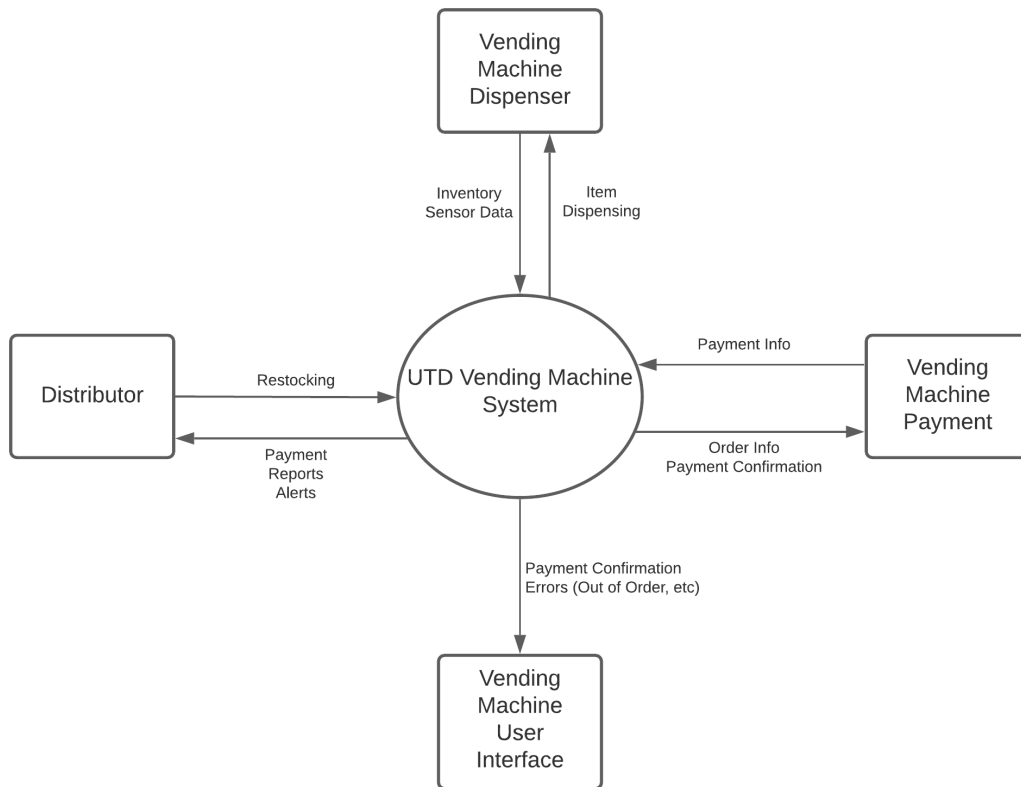 Vending
Machine
Dispenser
Inventory
Sensor Data
Item
Dispensing
Distributor
Restocking
Payment
Reports
Alerts
UTD Vending Machine
System
Payment Info
Order Info
Payment Confirmation
Vending
Machine
Payment
Payment Confirmation
Errors (Out of Order, etc)
Vending
Machine
User
Interface